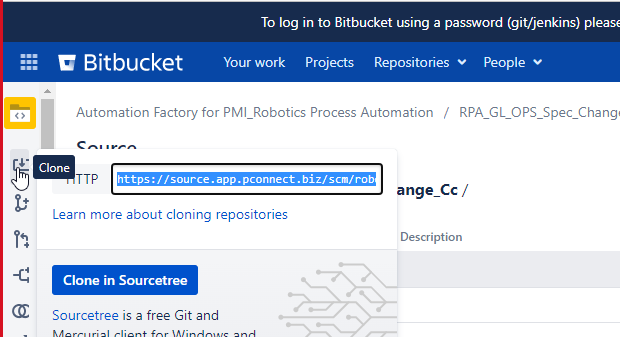 To log in to Bitbucket using a password (git/jenkins) please
Bitbucket Your work Projects Repositories People
Automation Factory for PMI_Robotics Process Automation / RPA_GL_OPS_Spec_Change
Source
Clone
HTTP https://source.app.pconnect.biz/scm/robo
ange_Cc /
Learn more about cloning repositories
Description
Clone in Sourcetree
Sourcetree is a free Git and
Mercurial client for Windows and